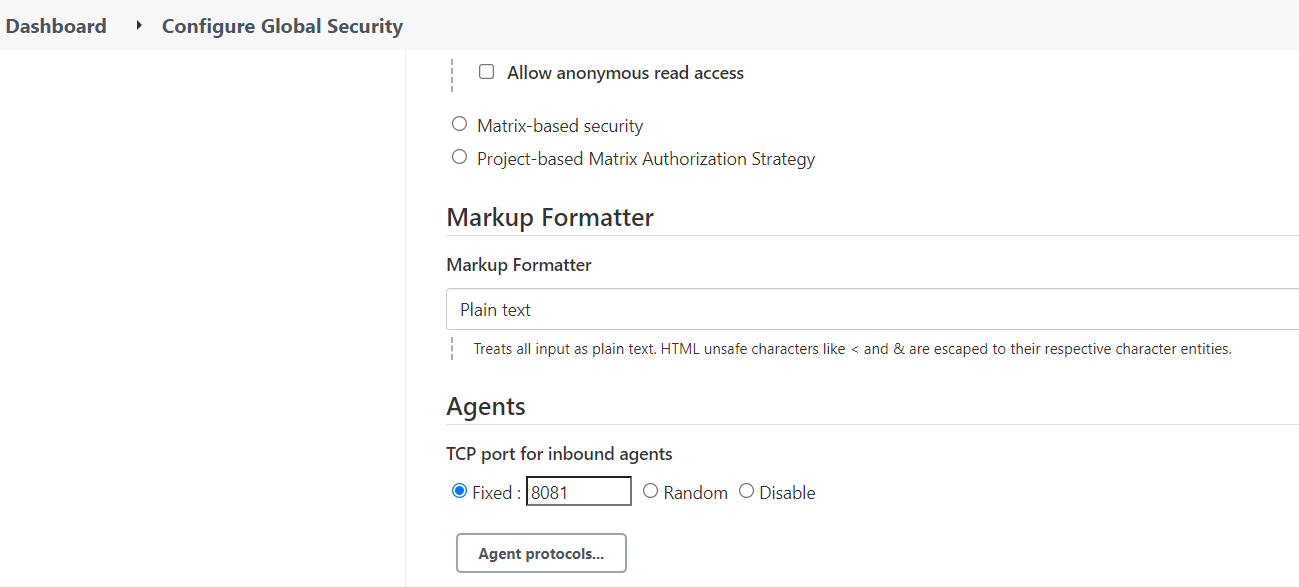 Dashboard
Configure Global Security
Allow anonymous read access
Matrix-based security
Project-based Matrix Authorization Strategy
Markup Formatter
Markup Formatter
Plain text
Treats all input as plain text. HTML unsafe characters like < and & are escaped to their respective character entities.
Agents
TCP port for inbound agents
Fixed : 8081 Random Disable
Agent protocols...